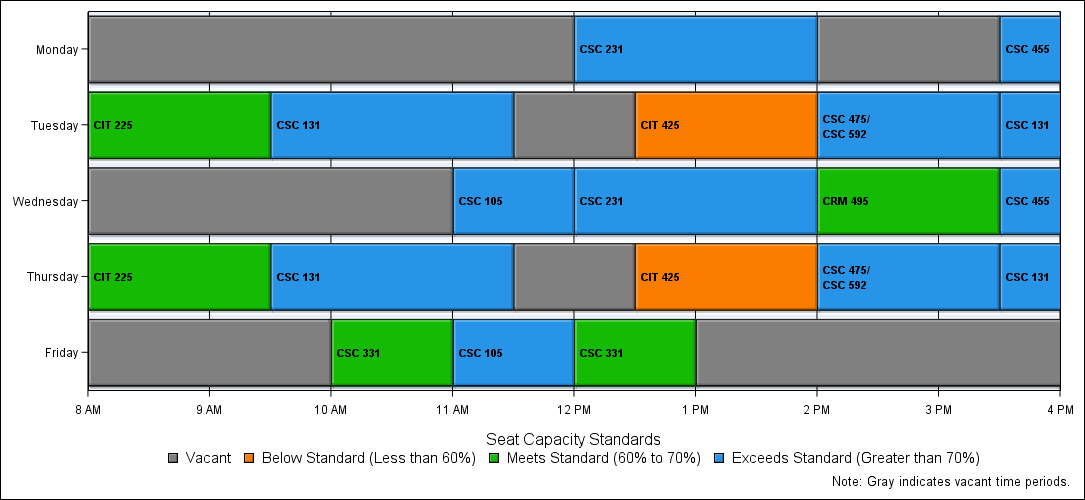 Monday
CSC 231
CSC 455
Tuesday
CIT 225
CSC 131
CIT 425
CSC 475/
CSC 592
CSC 131
Wednesday
CSC 105
CSC 231
CRM 495
CSC 455
Thursday
CIT 225
CSC 131
CIT 425
CSC 475/
CSC 592
CSC 131
Friday
CSC 331
CSC 105
CSC 331
8 AM 9 AM 10 AM 11 AM 12 PM 1 PM 2 PM 3 PM 4 PM
Seat Capacity Standards
Vacant Below Standard (Less than 60%) Meets Standard (60% to 70%) Exceeds Standard (Greater than 70%)
Note: Gray indicates vacant time periods.